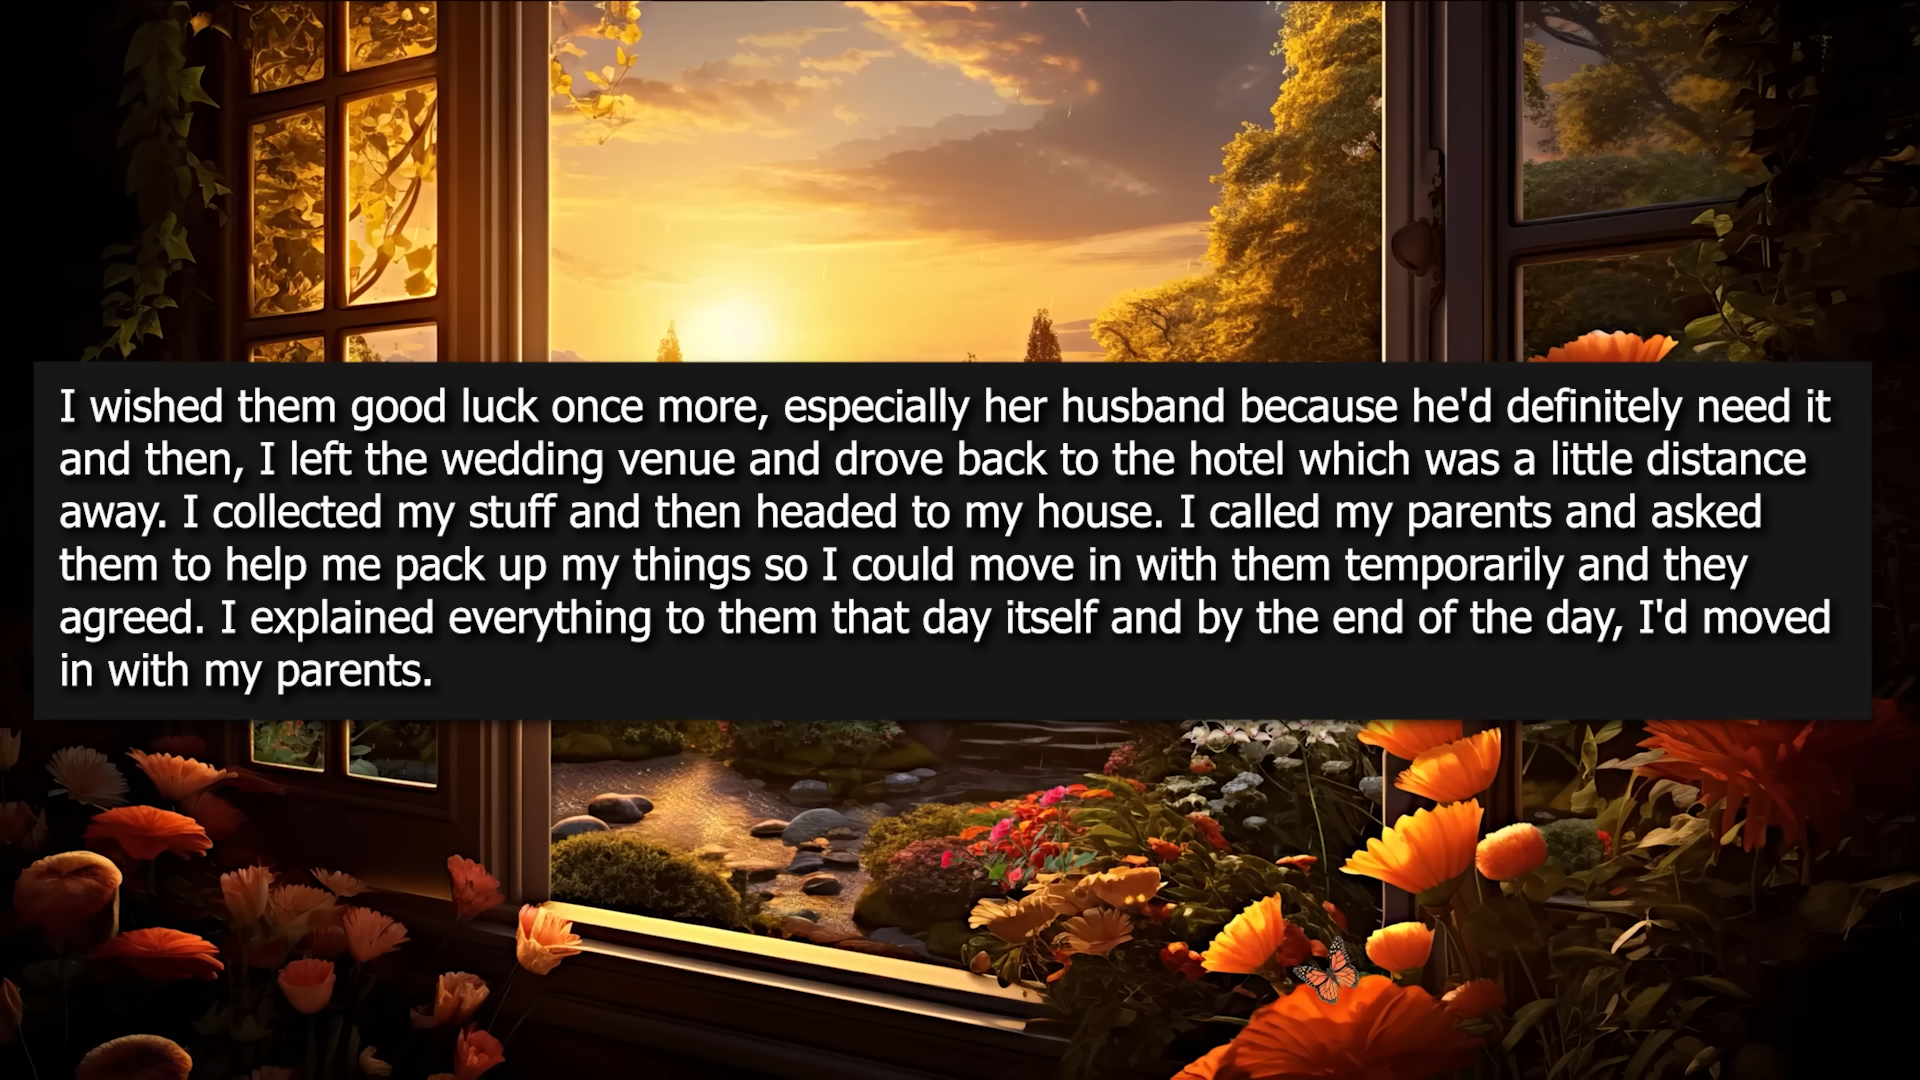 I wished them good luck once more, especially her husband because he'd definitely need it
and then, I left the wedding venue and drove back to the hotel which was a little distance
away. I collected my stuff and then headed to my house. I called my parents and asked
them to help me pack up my things so I could move in with them temporarily and they
agreed. I explained everything to them that day itself and by the end of the day, I'd moved
in with my parents.